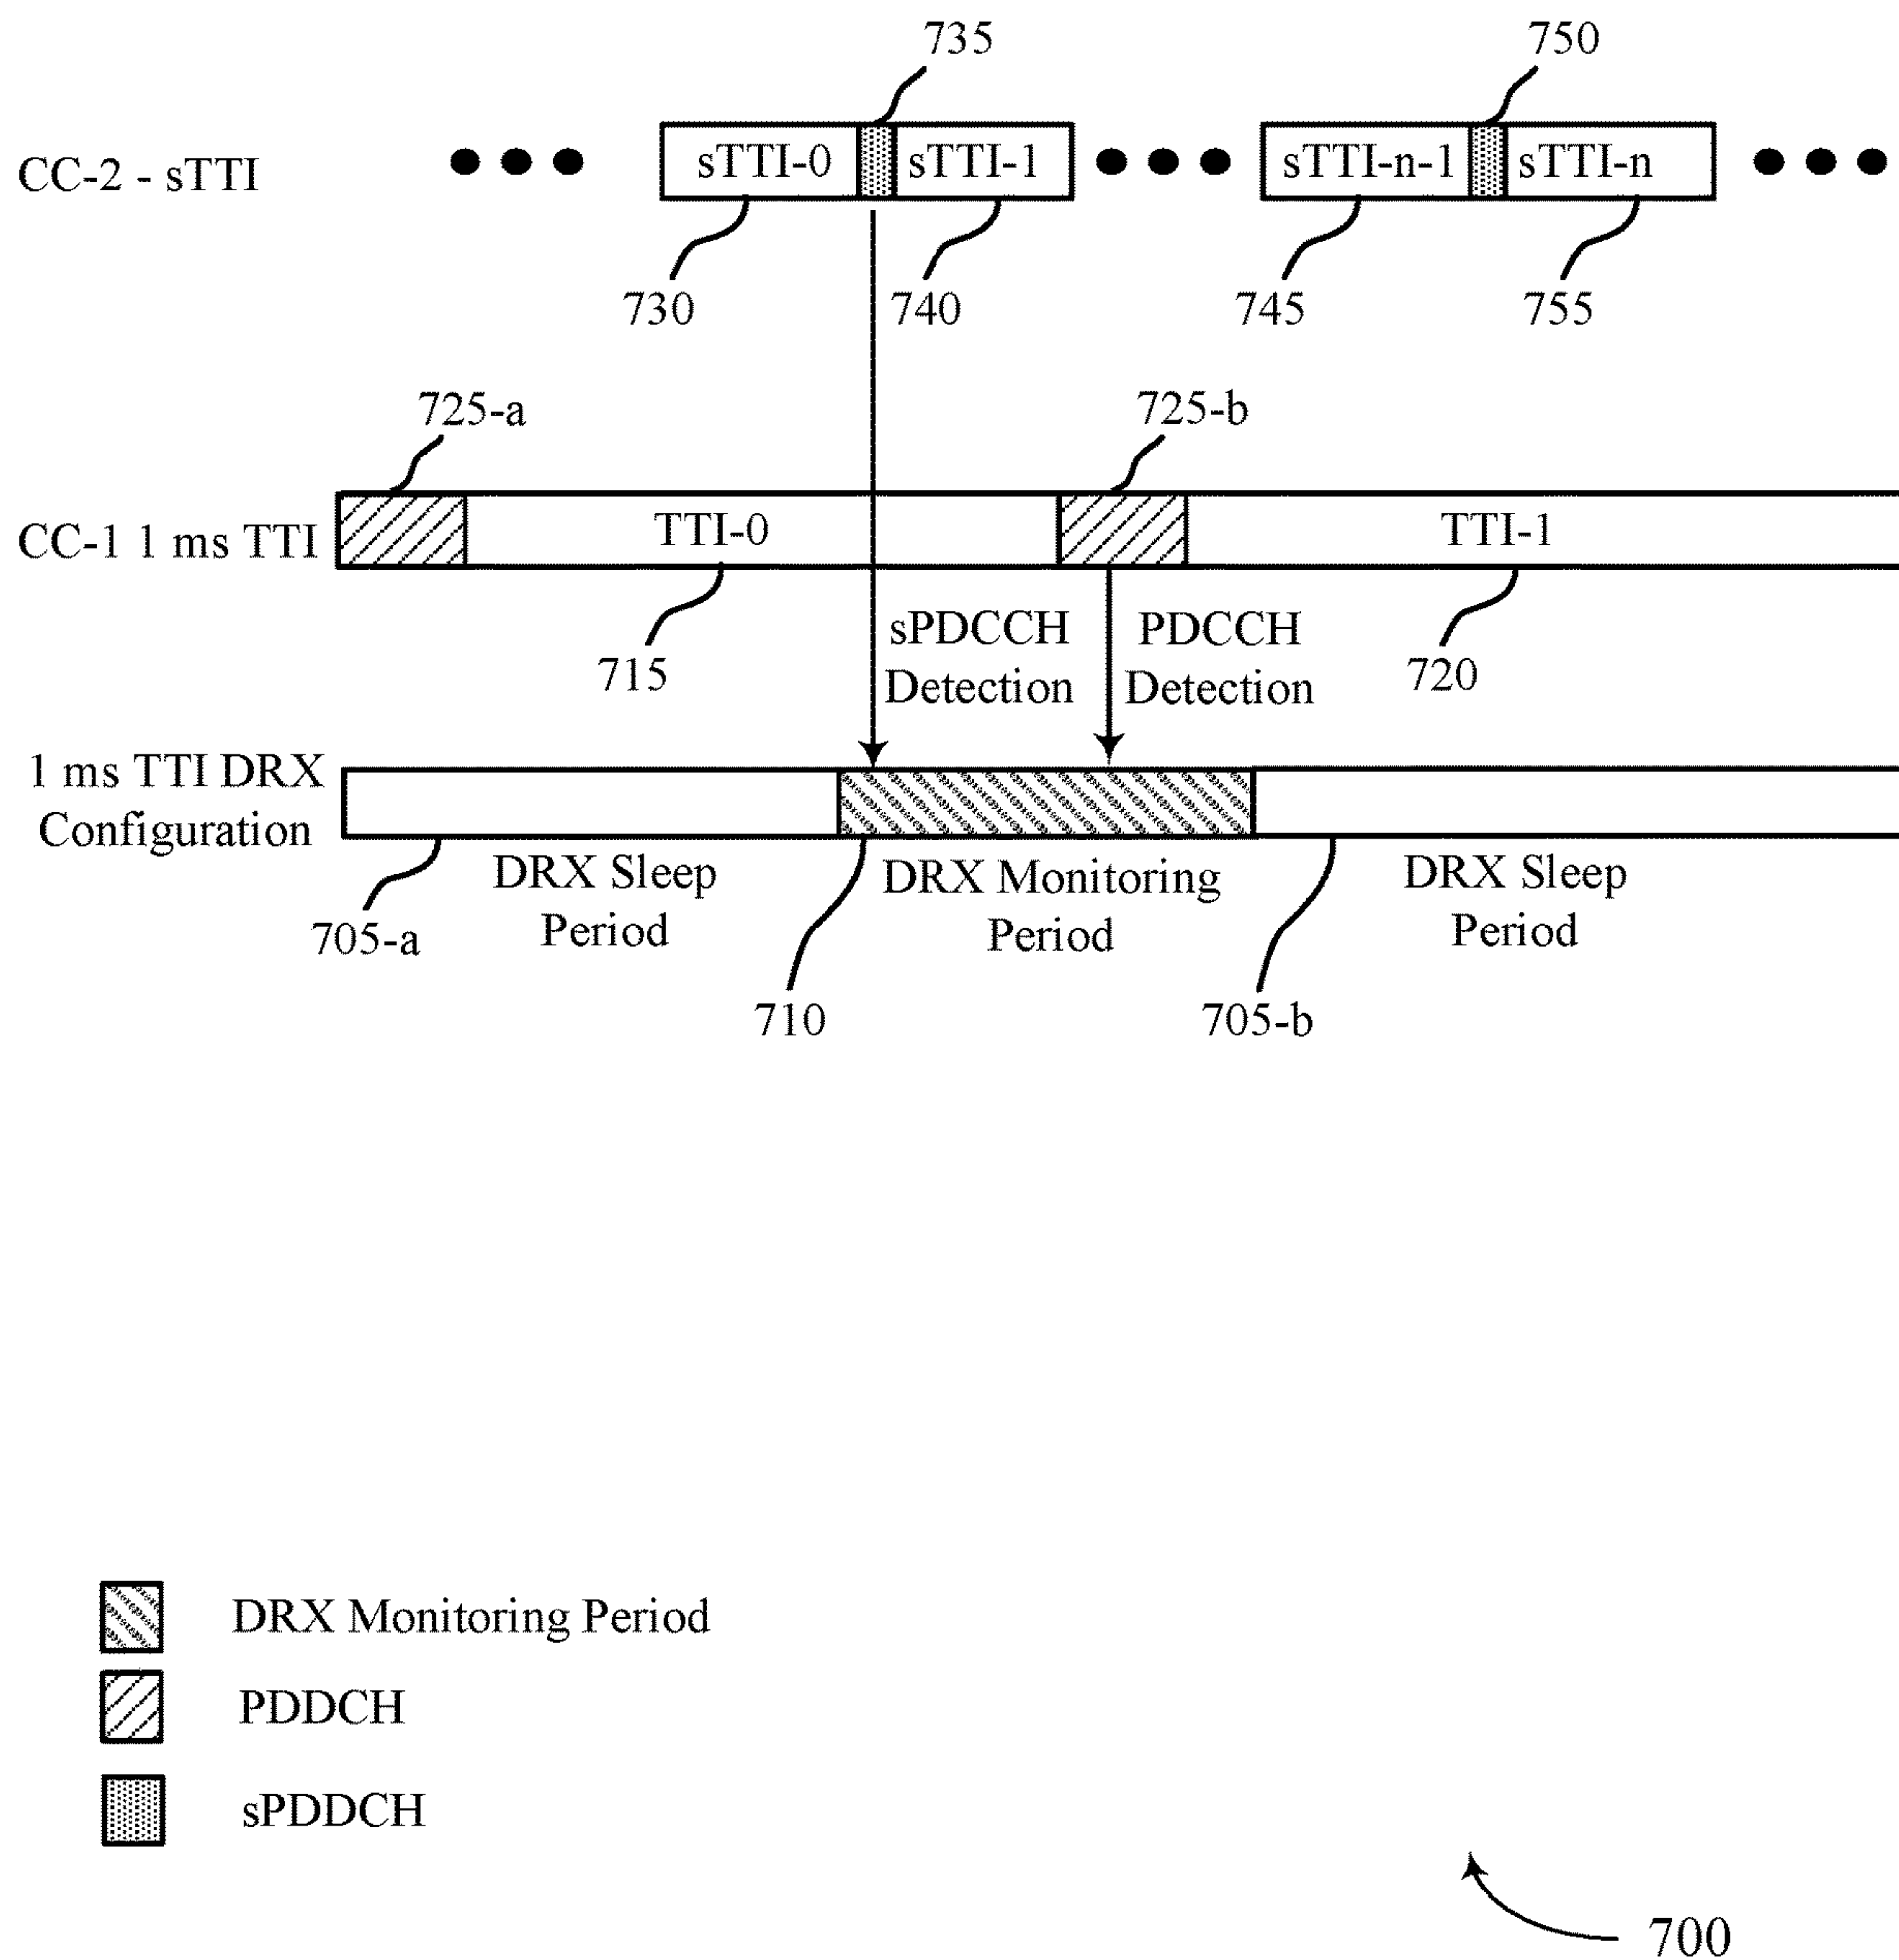 735
750
CC-2 - sTTI
sTTI-0
sTTI-1
sTTI-n-1
sTTI-n
730
740
745
755
725-a
725-b
CC-1 1 ms TTI
TTI-0
TTI-1
715
sPDCCH
Detection
PDCCH
Detection
720
1 ms TTI DRX
Configuration
DRX Sleep
Period
DRX Monitoring
Period
DRX Sleep
Period
705-a
710
705-b
DRX Monitoring Period
PDDCH
sPDDCH
700